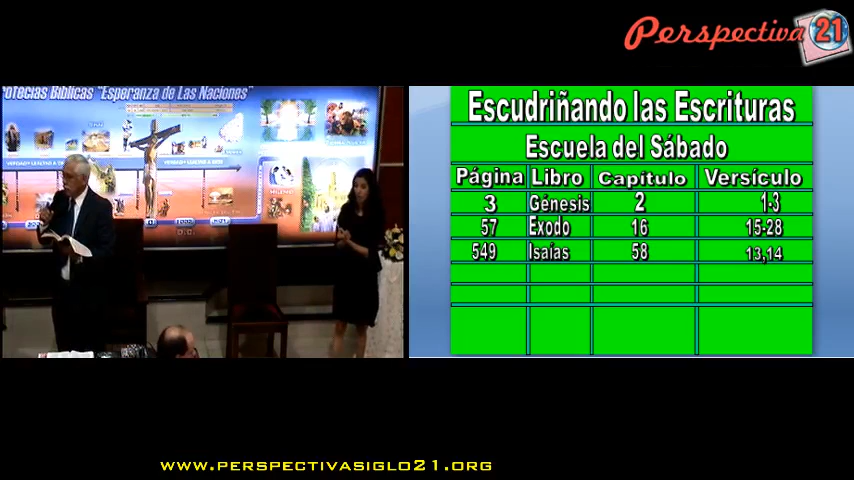 Perspectiva 21
rofecías Bíblicas "Esperanza de Las Naciones"
Escudriñando las Escrituras
Escuela del Sábado
Página Libro Capítulo Versículo
3 Génesis 2 1-3
57 Exodo 16 15-28
549 Isaías 58 13,14
www.perspectivasiglo21.org